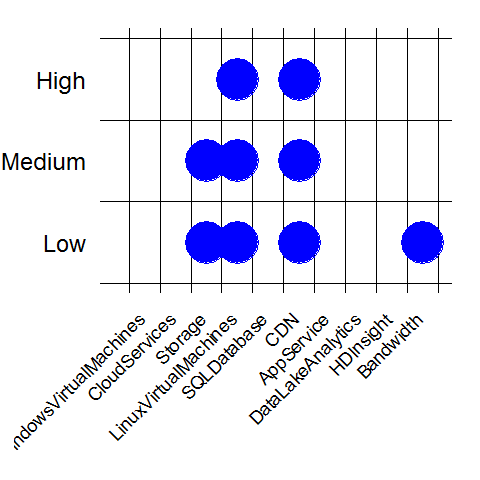 High
Medium
Low
ndowsVirtualMachines
CloudServices
Storage
LinuxVirtualMachines
SQLDatabase
CDN
AppService
DataLakeAnalytics
HDInsight
Bandwidth